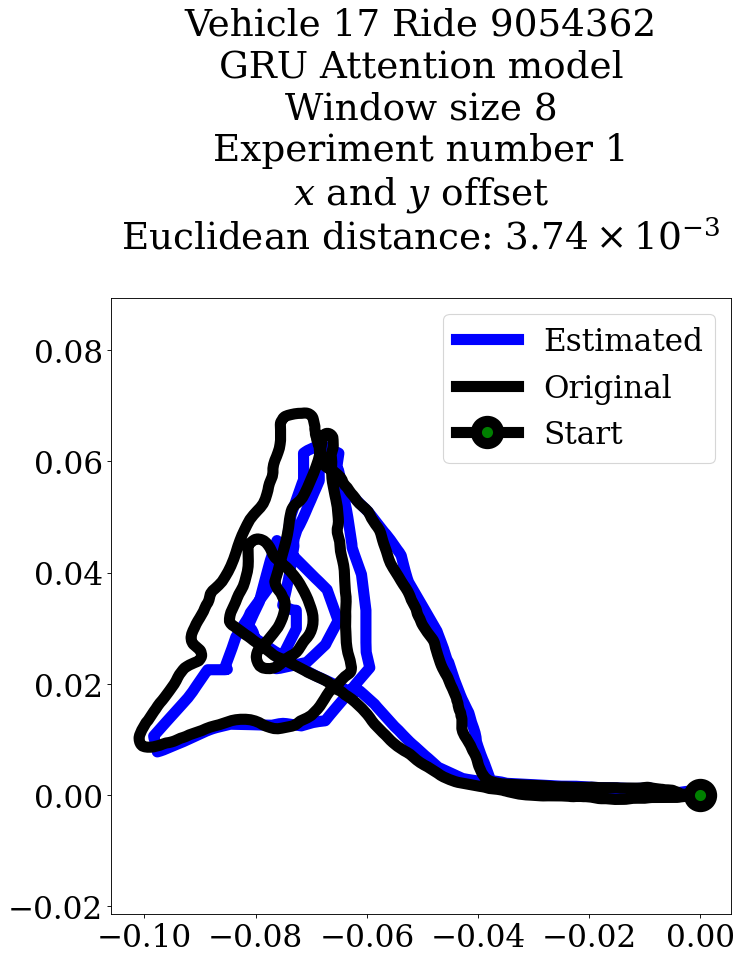 Vehicle 17 Ride 9054362
GRU Attention model
Window size 8
Experiment number 1
x and y offset
Euclidean distance: 3.74 × 10⁻³
Estimated
Original
Start
0.08
0.06
0.04
0.02
0.00
−0.02
−0.10 −0.08 −0.06 −0.04 −0.02 0.00